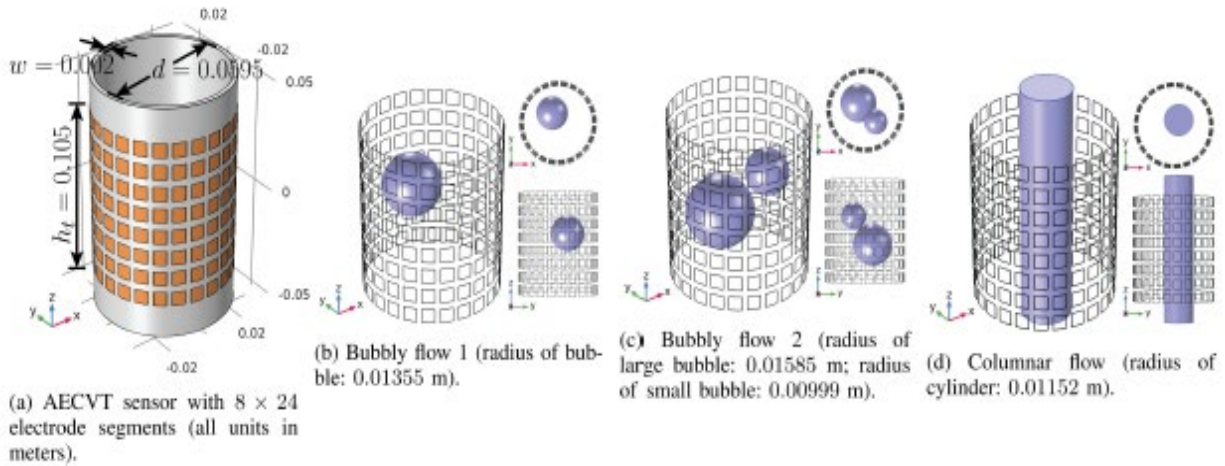 0.02
-0.02
w = 0.002
d = 0.0595
0.05
h_t = 0.105
0
-0.05
0.02
-0.02
y
z
x
y
x
z
y
y
z
x
y
x
z
y
y
z
x
y
x
z
y
y
z
x
(a) AECVT sensor with 8 × 24
electrode segments (all units in
meters).
(b) Bubbly flow 1 (radius of bub-
ble: 0.01355 m).
(c) Bubbly flow 2 (radius of
large bubble: 0.01585 m; radius
of small bubble: 0.00999 m).
(d) Columnar flow (radius of
cylinder: 0.01152 m).